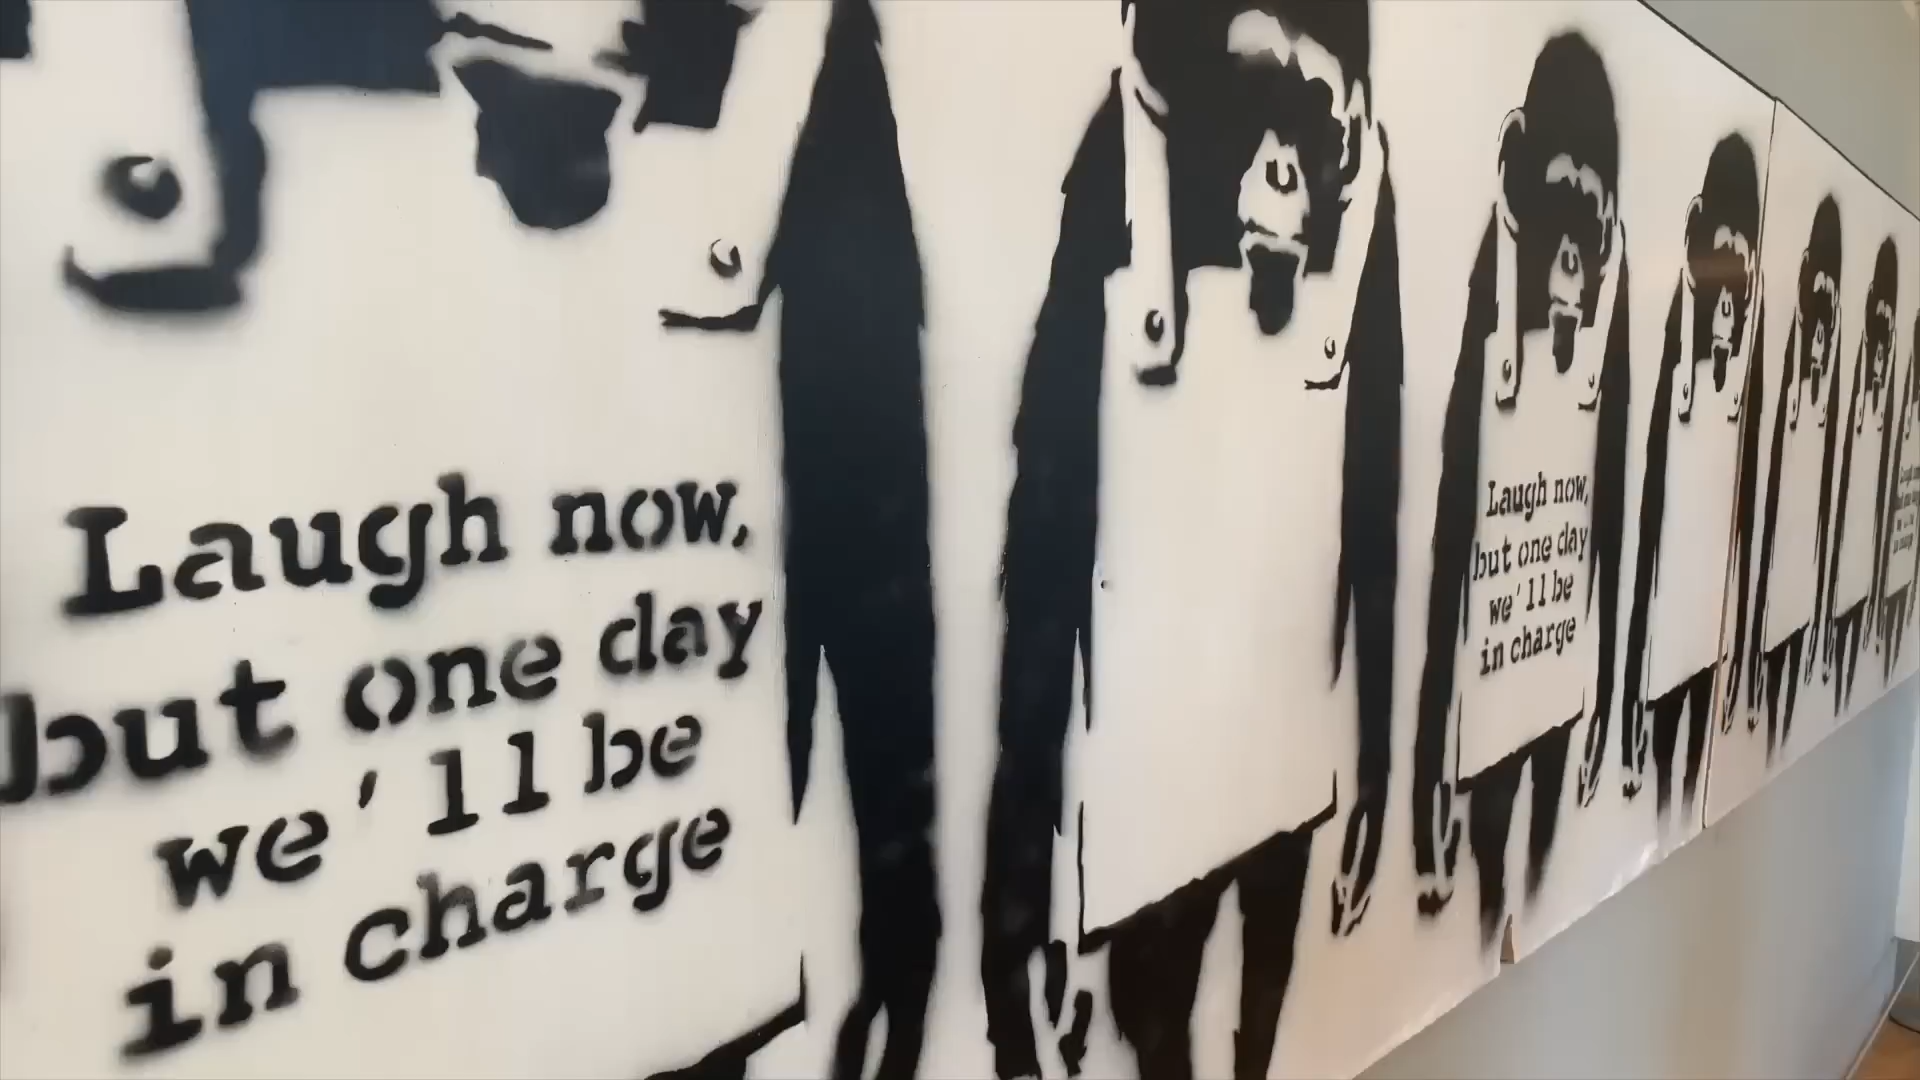 Laugh now,
but one day
we'll be
in charge
Laugh now,
but one day
we'll be
in charge